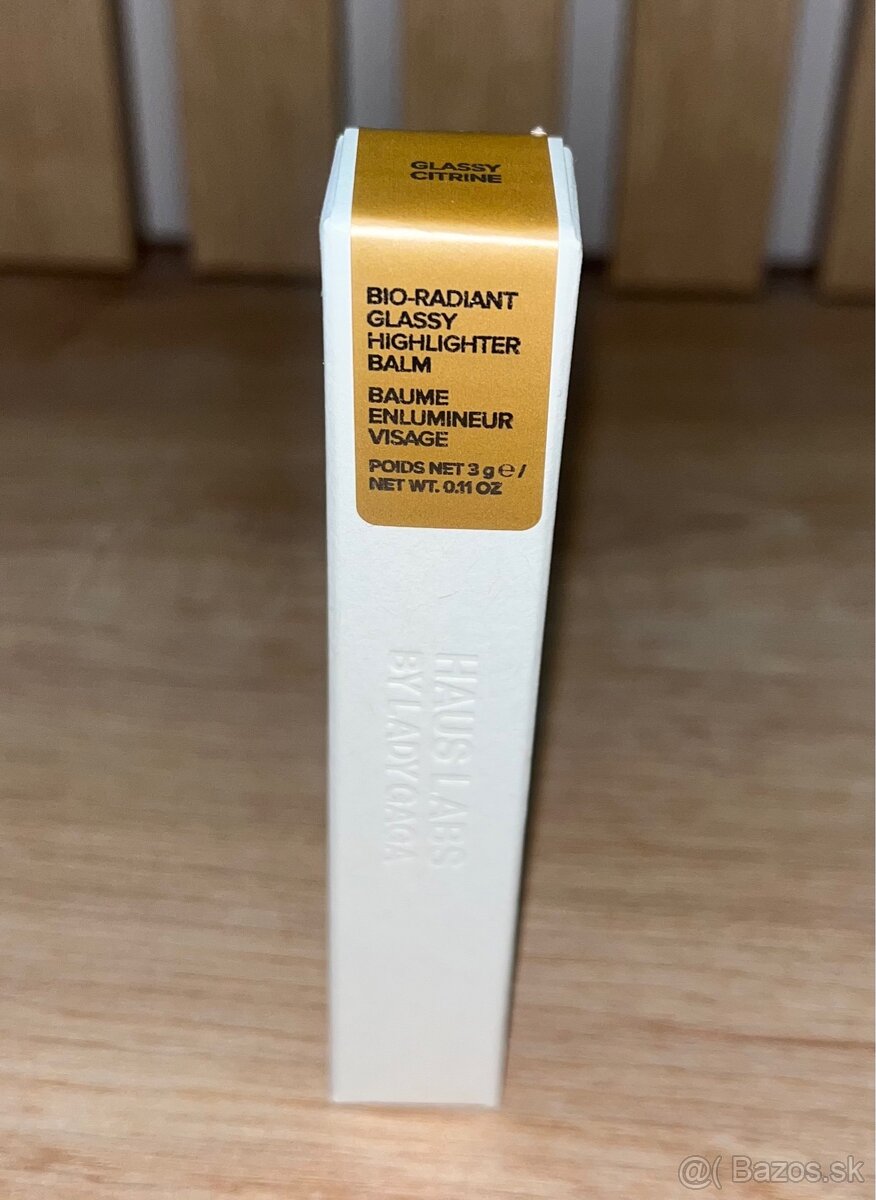 GLASSY
CITRINE
BIO-RADIANT
GLASSY
HIGHLIGHTER
BALM
BAUME
ENLUMINEUR
VISAGE
POIDS NET 3 g ℮ /
NET WT. 0.11 OZ
HAUS LABS
BY LADY GAGA
@( Bazos.sk